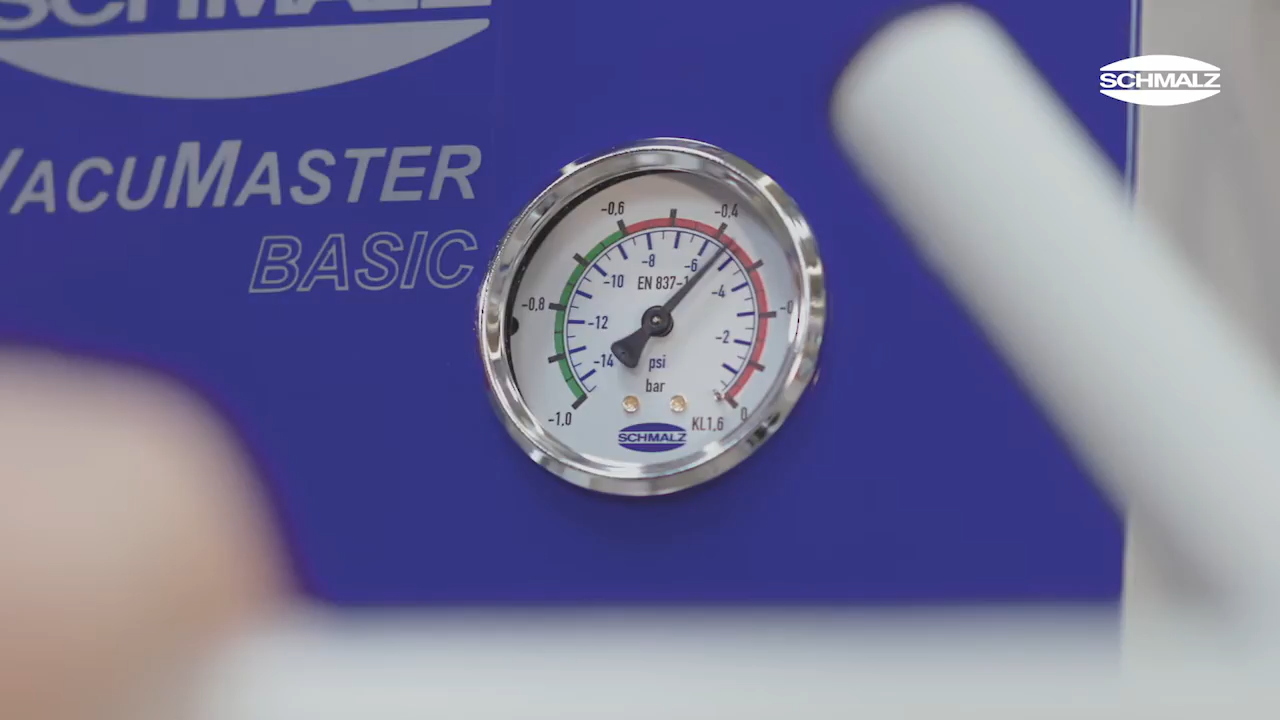 SCHMALZ
SCHMALZ
VACUMASTER
BASIC
-0,6
-0,4
-8
-6
-10
EN 837-1
-4
-0,8
-12
-2
-14
psi
bar
-1,0
KL1,6
0
SCHMALZ